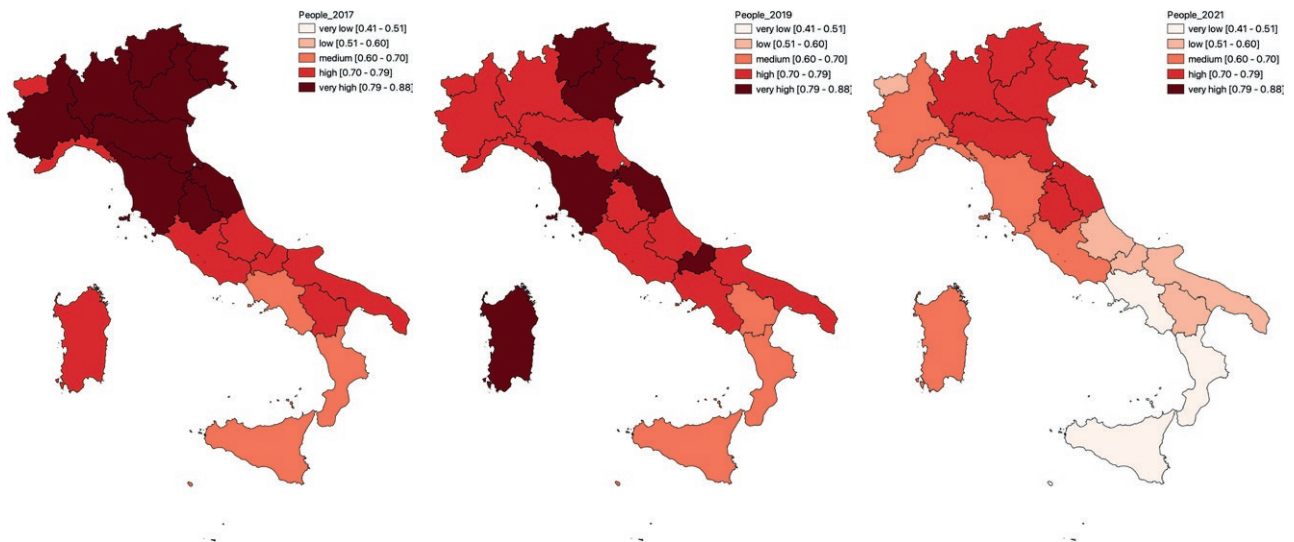 People_2017
very low [0.41 - 0.51]
low [0.51 - 0.60]
medium [0.60 - 0.70]
high [0.70 - 0.79]
very high [0.79 - 0.88]
People_2019
very low [0.41 - 0.51]
low [0.51 - 0.60]
medium [0.60 - 0.70]
high [0.70 - 0.79]
very high [0.79 - 0.88]
People_2021
very low [0.41 - 0.51]
low [0.51 - 0.60]
medium [0.60 - 0.70]
high [0.70 - 0.79]
very high [0.79 - 0.88]